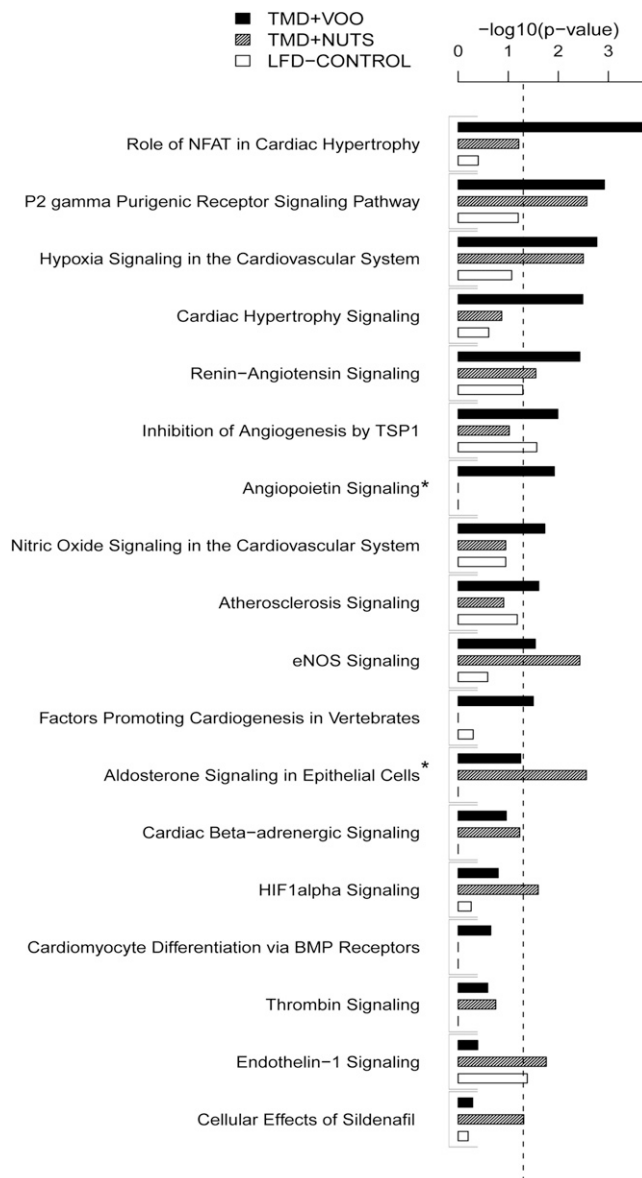 TMD+VOO
TMD+NUTS
LFD−CONTROL
−log10(p−value)
0 1 2 3
Role of NFAT in Cardiac Hypertrophy
P2 gamma Purigenic Receptor Signaling Pathway
Hypoxia Signaling in the Cardiovascular System
Cardiac Hypertrophy Signaling
Renin−Angiotensin Signaling
Inhibition of Angiogenesis by TSP1
Angiopoietin Signaling*
Nitric Oxide Signaling in the Cardiovascular System
Atherosclerosis Signaling
eNOS Signaling
Factors Promoting Cardiogenesis in Vertebrates
Aldosterone Signaling in Epithelial Cells*
Cardiac Beta−adrenergic Signaling
HIF1alpha Signaling
Cardiomyocyte Differentiation via BMP Receptors
Thrombin Signaling
Endothelin−1 Signaling
Cellular Effects of Sildenafil